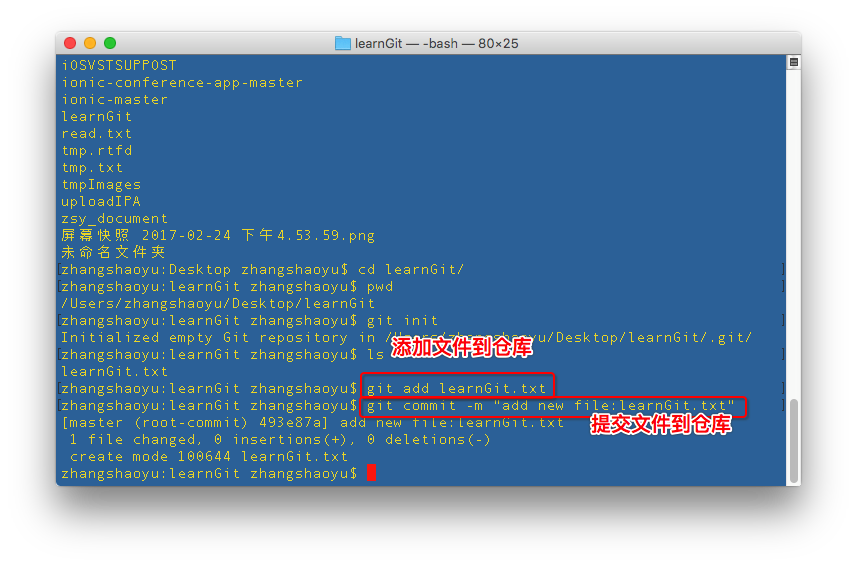 learnGit — -bash — 80×25
iOSVSTSUPPOST
ionic-conference-app-master
ionic-master
learnGit
read.txt
tmp.rtfd
tmp.txt
tmpImages
uploadIPA
zsy_document
屏幕快照 2017-02-24 下午4.53.59.png
未命名文件夹
[zhangshaoyu:Desktop zhangshaoyu$ cd learnGit/ ]
[zhangshaoyu:learnGit zhangshaoyu$ pwd ]
/Users/zhangshaoyu/Desktop/learnGit
[zhangshaoyu:learnGit zhangshaoyu$ git init ]
Initialized empty Git repository in /Users/zhangshaoyu/Desktop/learnGit/.git/
添加文件到仓库
[zhangshaoyu:learnGit zhangshaoyu$ ls ]
learnGit.txt
[zhangshaoyu:learnGit zhangshaoyu$ git add learnGit.txt ]
[zhangshaoyu:learnGit zhangshaoyu$ git commit -m "add new file:learnGit.txt" ]
[master (root-commit) 493e87a] add new file:learnGit.txt
提交文件到仓库
 1 file changed, 0 insertions(+), 0 deletions(-)
 create mode 100644 learnGit.txt
zhangshaoyu:learnGit zhangshaoyu$